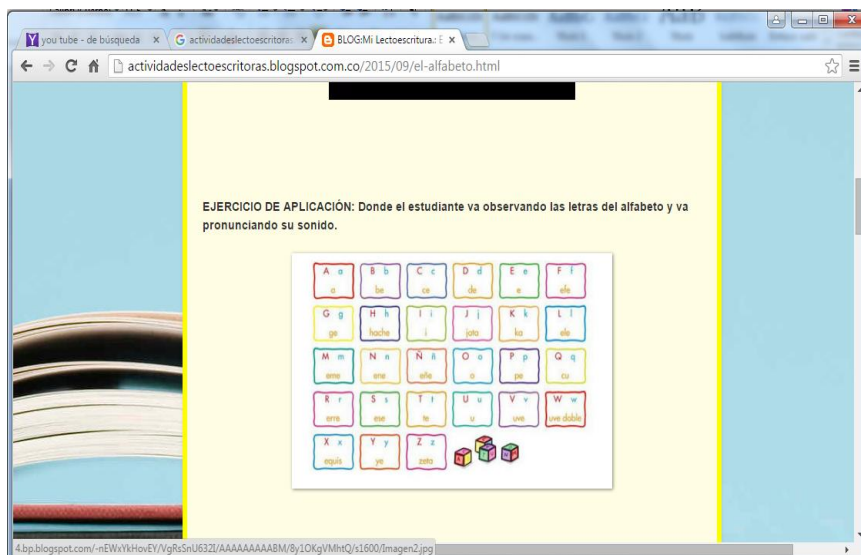 you tube - de búsqueda
actividadeslectoescritoras
BLOG:Mi Lectoescritura.: E
actividadeslectoescritoras.blogspot.com.co/2015/09/el-alfabeto.html
EJERCICIO DE APLICACIÓN: Donde el estudiante va observando las letras del alfabeto y va
pronunciando su sonido.
A a B b C c D d E e F f
a be ce de e efe
G g H h I i J j K k L l
ge hache i jota ka ele
M m N n Ñ ñ O o P p Q q
eme ene eñe o pe cu
R r S s T t U u V v W w
erre ese te u uve uve doble
X x Y y Z z
equis ye zeta
4.bp.blogspot.com/-nEWxYkHovEY/VgRsSnU632I/AAAAAAAAABM/8y1OKgVMhtQ/s1600/Imagen2.jpg